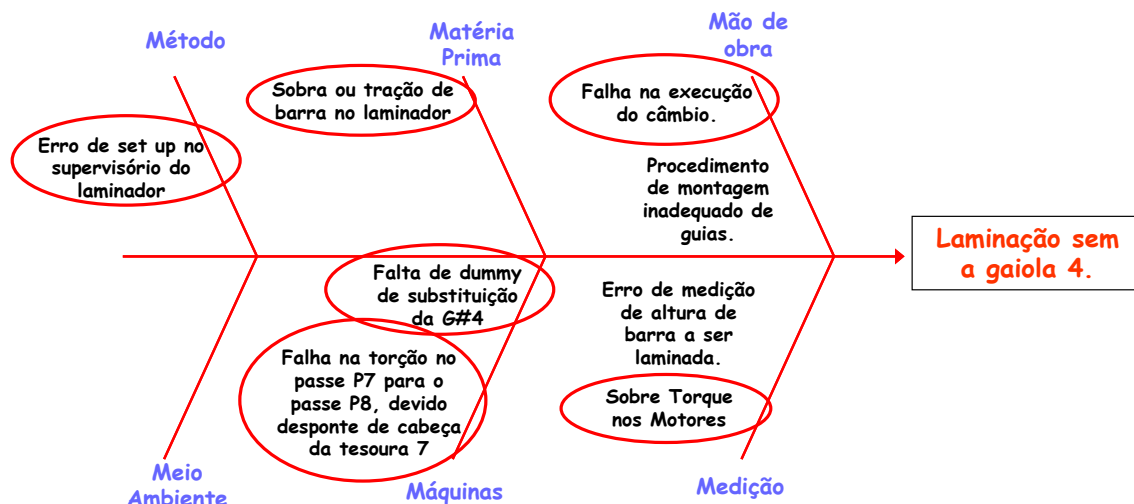 Método
Matéria
Prima
Mão de
obra
Sobra ou tração de
barra no laminador
Falha na execução
do câmbio.
Erro de set up no
supervisório do
laminador
Procedimento
de montagem
inadequado de
guias.
Laminação sem
a gaiola 4.
Falta de dummy
de substituição
da G#4
Erro de medição
de altura de
barra a ser
laminada.
Falha na torção no
passe P7 para o
passe P8, devido
desponte de cabeça
da tesoura 7
Sobre Torque
nos Motores
Meio
Ambiente
Máquinas
Medição